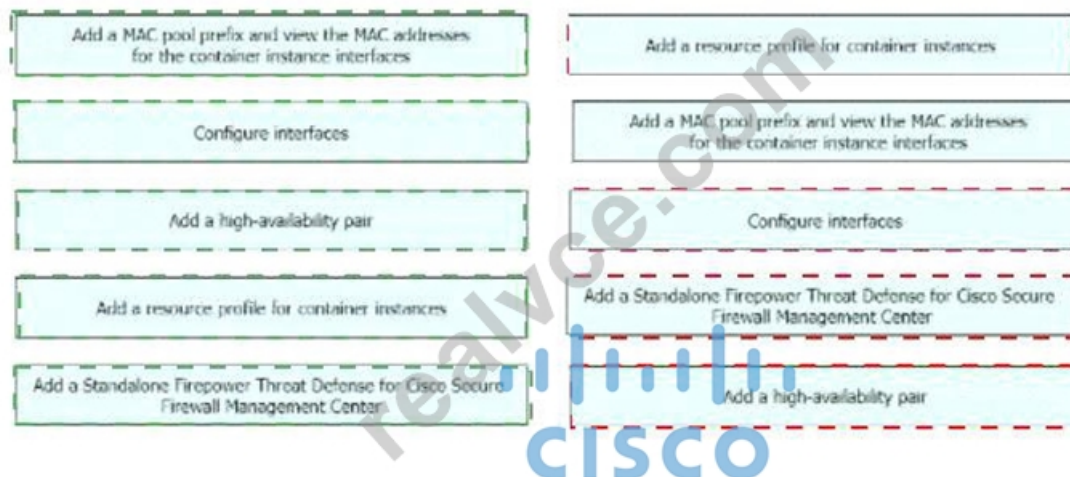 Add a MAC pool prefix and view the MAC addresses
for the container instance interfaces
Configure interfaces
Add a high-availability pair
Add a resource profile for container instances
Add a Standalone Firepower Threat Defense for Cisco Secure
Firewall Management Center
Add a resource profile for container instances
Add a MAC pool prefix and view the MAC addresses
for the container instance interfaces
Configure interfaces
Add a Standalone Firepower Threat Defense for Cisco Secure
Firewall Management Center
Add a high-availability pair
realvce.com
CISCO